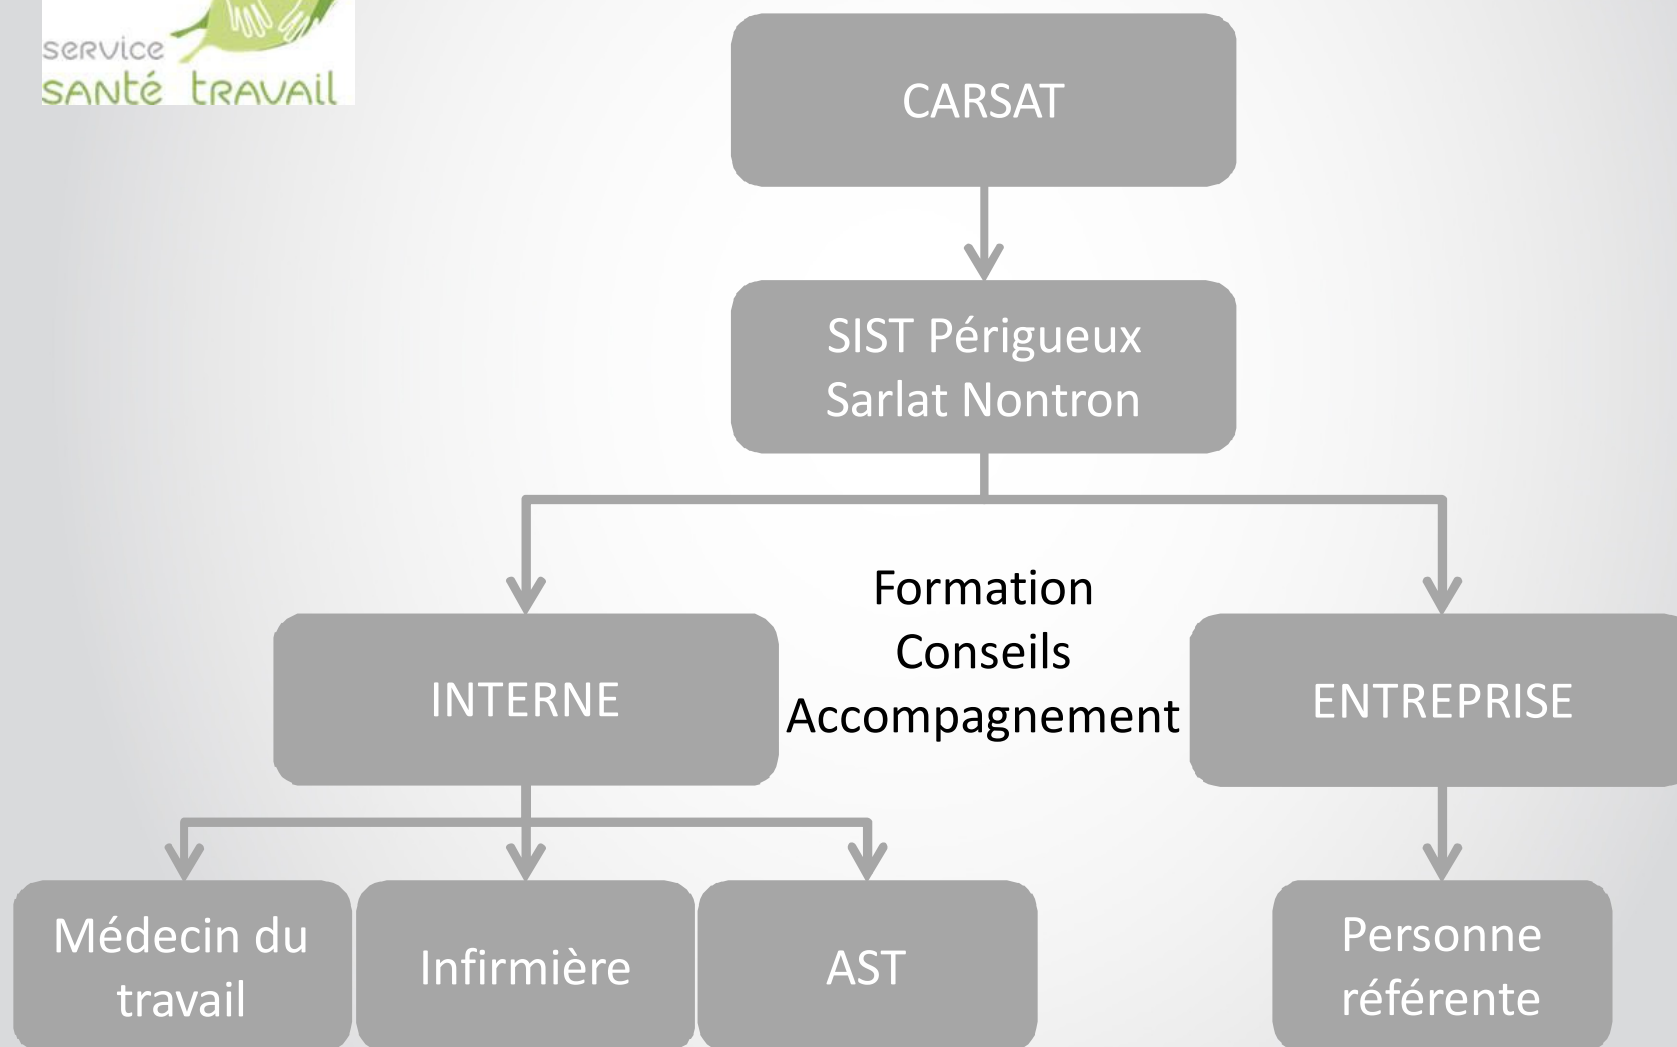 service
santé travail
CARSAT
SIST Périgueux
Sarlat Nontron
Formation
Conseils
Accompagnement
INTERNE
ENTREPRISE
Médecin du
travail
Infirmière
AST
Personne
référente